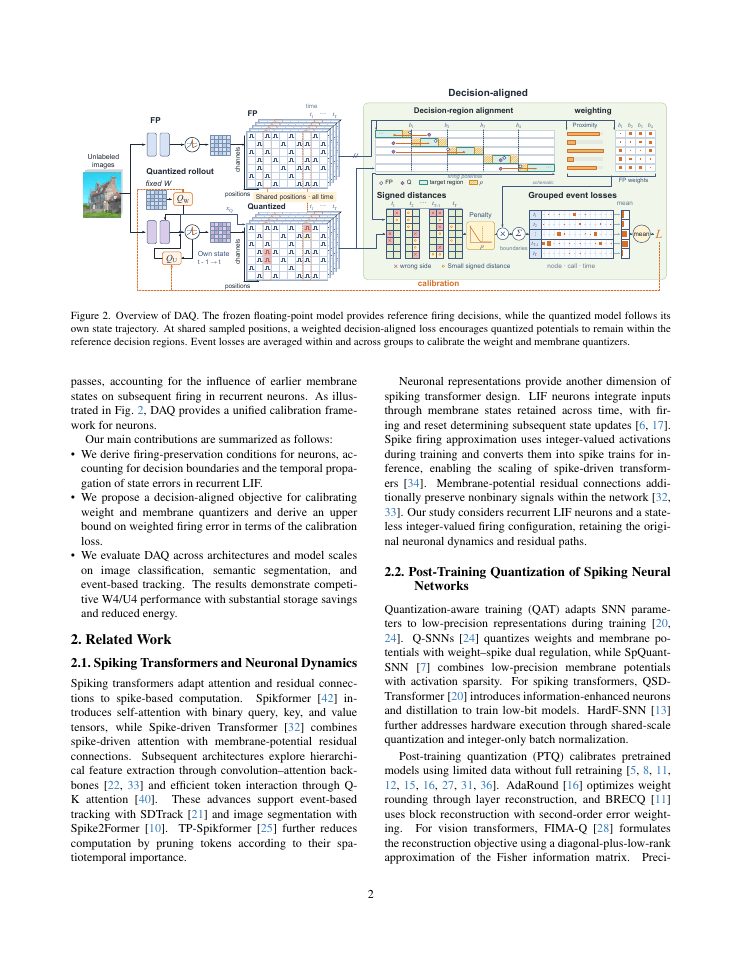 Decision-aligned
FP
FP
time
t₁ ⋯ tₜ
Decision-region alignment
weighting
b₁ b₂ b₃ b₄
Proximity
b₁ b₂ b₃ b₄
channels
Unlabeled
images
Quantized rollout
fixed W
positions
Shared positions · all time
Quantized
FP
Q
target region
ρ
firing potential
schematic
FP weights
Signed distances
Grouped event losses
mean
Penalty
ρ
boundaries
mean
L
Own state
t - 1 → t
channels
positions
wrong side
Small signed distance
node · call · time
calibration
Figure 2. Overview of DAQ. The frozen floating-point model provides reference firing decisions, while the quantized model follows its
own state trajectory. At shared sampled positions, a weighted decision-aligned loss encourages quantized potentials to remain within the
reference decision regions. Event losses are averaged within and across groups to calibrate the weight and membrane quantizers.
passes, accounting for the influence of earlier membrane
states on subsequent firing in recurrent neurons. As illus-
trated in Fig. 2, DAQ provides a unified calibration frame-
work for neurons.
Our main contributions are summarized as follows:
• We derive firing-preservation conditions for neurons, ac-
counting for decision boundaries and the temporal propa-
gation of state errors in recurrent LIF.
• We propose a decision-aligned objective for calibrating
weight and membrane quantizers and derive an upper
bound on weighted firing error in terms of the calibration
loss.
• We evaluate DAQ across architectures and model scales
on image classification, semantic segmentation, and
event-based tracking. The results demonstrate competi-
tive W4/U4 performance with substantial storage savings
and reduced energy.
2. Related Work
2.1. Spiking Transformers and Neuronal Dynamics
Spiking transformers adapt attention and residual connec-
tions to spike-based computation. Spikformer [42] in-
troduces self-attention with binary query, key, and value
tensors, while Spike-driven Transformer [32] combines
spike-driven attention with membrane-potential residual
connections. Subsequent architectures explore hierarchi-
cal feature extraction through convolution–attention back-
bones [22, 33] and efficient token interaction through Q-
K attention [40]. These advances support event-based
tracking with SDTrack [21] and image segmentation with
Spike2Former [10]. TP-Spikformer [25] further reduces
computation by pruning tokens according to their spa-
tiotemporal importance.
Neuronal representations provide another dimension of
spiking transformer design. LIF neurons integrate inputs
through membrane states retained across time, with fir-
ing and reset determining subsequent state updates [6, 17].
Spike firing approximation uses integer-valued activations
during training and converts them into spike trains for in-
ference, enabling the scaling of spike-driven transform-
ers [34]. Membrane-potential residual connections addi-
tionally preserve nonbinary signals within the network [32,
33]. Our study considers recurrent LIF neurons and a state-
less integer-valued firing configuration, retaining the origi-
nal neuronal dynamics and residual paths.
2.2. Post-Training Quantization of Spiking Neural
Networks
Quantization-aware training (QAT) adapts SNN parame-
ters to low-precision representations during training [20,
24]. Q-SNNs [24] quantizes weights and membrane po-
tentials with weight–spike dual regulation, while SpQuant-
SNN [7] combines low-precision membrane potentials
with activation sparsity. For spiking transformers, QSD-
Transformer [20] introduces information-enhanced neurons
and distillation to train low-bit models. HardF-SNN [13]
further addresses hardware execution through shared-scale
quantization and integer-only batch normalization.
Post-training quantization (PTQ) calibrates pretrained
models using limited data without full retraining [5, 8, 11,
12, 15, 16, 27, 31, 36]. AdaRound [16] optimizes weight
rounding through layer reconstruction, and BRECQ [11]
uses block reconstruction with second-order error weight-
ing. For vision transformers, FIMA-Q [28] formulates
the reconstruction objective using a diagonal-plus-low-rank
approximation of the Fisher information matrix. Preci-
2